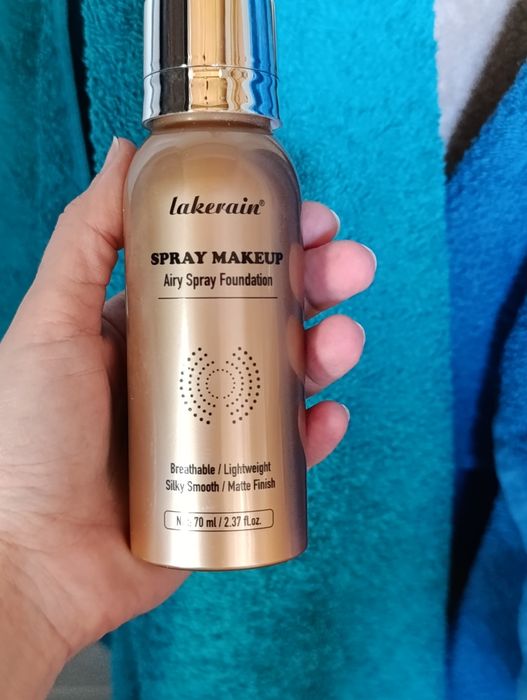 lakerain®
SPRAY MAKEUP
Airy Spray Foundation
Breathable / Lightweight
Silky Smooth / Matte Finish
70 ml / 2.37 fl.oz.